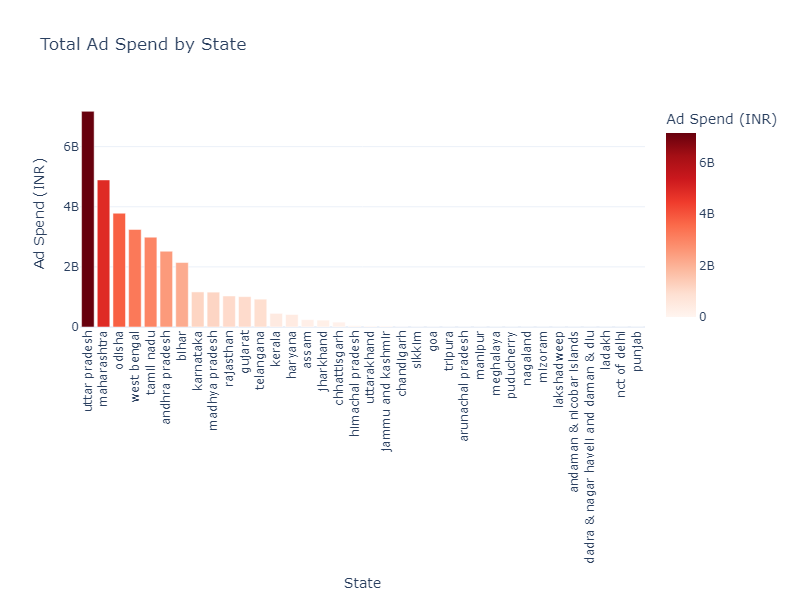 Total Ad Spend by State
Ad Spend (INR)
6B
4B
2B
0
Ad Spend (INR)
6B
4B
2B
0
uttar pradesh
maharashtra
odisha
west bengal
tamil nadu
andhra pradesh
bihar
karnataka
madhya pradesh
rajasthan
gujarat
telangana
kerala
haryana
assam
jharkhand
chhattisgarh
himachal pradesh
uttarakhand
jammu and kashmir
chandigarh
sikkim
goa
tripura
arunachal pradesh
manipur
meghalaya
puducherry
nagaland
mizoram
lakshadweep
andaman & nicobar islands
dadra & nagar haveli and daman & diu
ladakh
nct of delhi
punjab
State